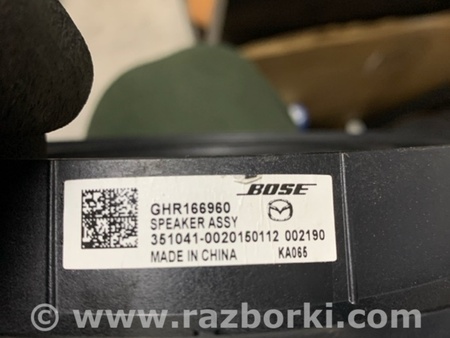 BOSE
GHR166960
SPEAKER ASSY
351041-0020150112 002190
MADE IN CHINA KA065
© www.razborki.com